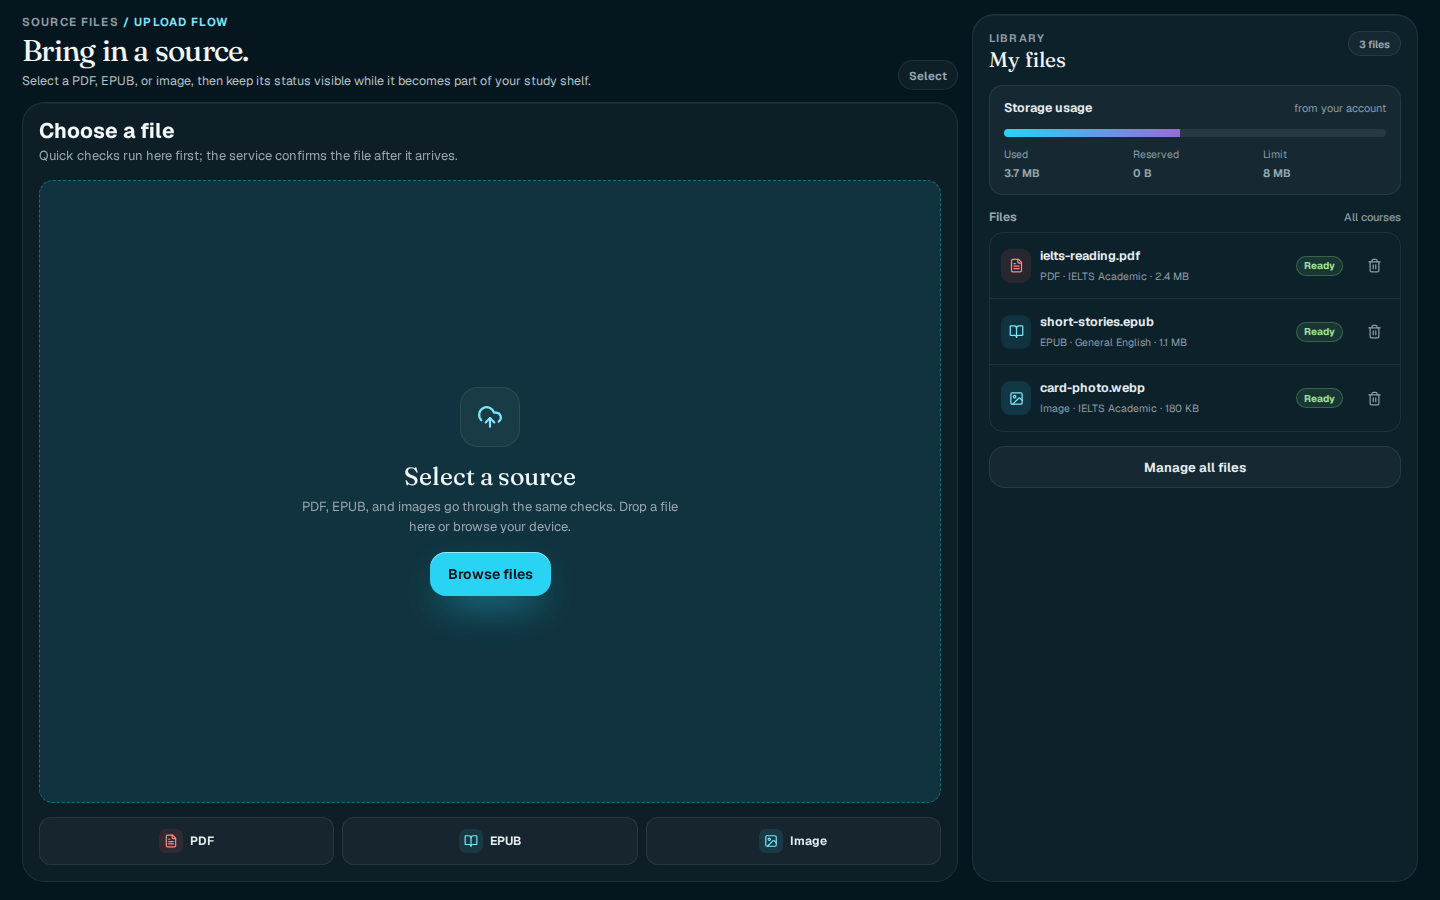 SOURCE FILES / UPLOAD FLOW
Bring in a source.
Select a PDF, EPUB, or image, then keep its status visible while it becomes part of your study shelf.
Select
Choose a file
Quick checks run here first; the service confirms the file after it arrives.
Select a source
PDF, EPUB, and images go through the same checks. Drop a file
here or browse your device.
Browse files
PDF
EPUB
Image
LIBRARY
My files
3 files
Storage usage
from your account
Used
Reserved
Limit
3.7 MB
0 B
8 MB
Files
All courses
ielts-reading.pdf
PDF · IELTS Academic · 2.4 MB
Ready
short-stories.epub
EPUB · General English · 1.1 MB
Ready
card-photo.webp
Image · IELTS Academic · 180 KB
Ready
Manage all files